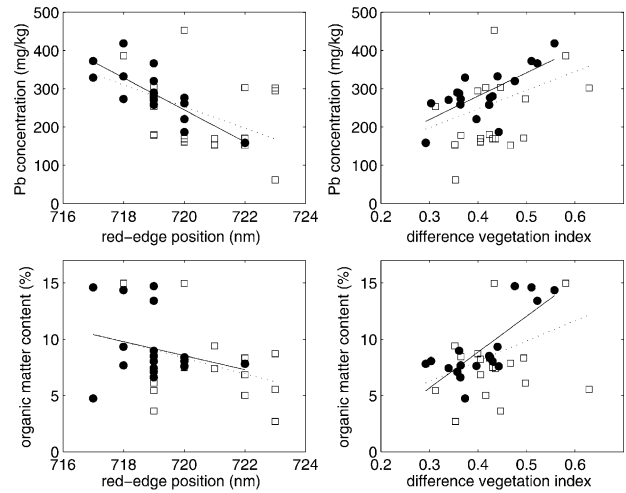 500
400
300
200
100
0
Pb concentration (mg/kg)
716 718 720 722 724
red-edge position (nm)
500
400
300
200
100
0
Pb concentration (mg/kg)
0.2 0.3 0.4 0.5 0.6
difference vegetation index
15
10
5
0
organic matter content (%)
716 718 720 722 724
red-edge position (nm)
15
10
5
0
organic matter content (%)
0.2 0.3 0.4 0.5 0.6
difference vegetation index